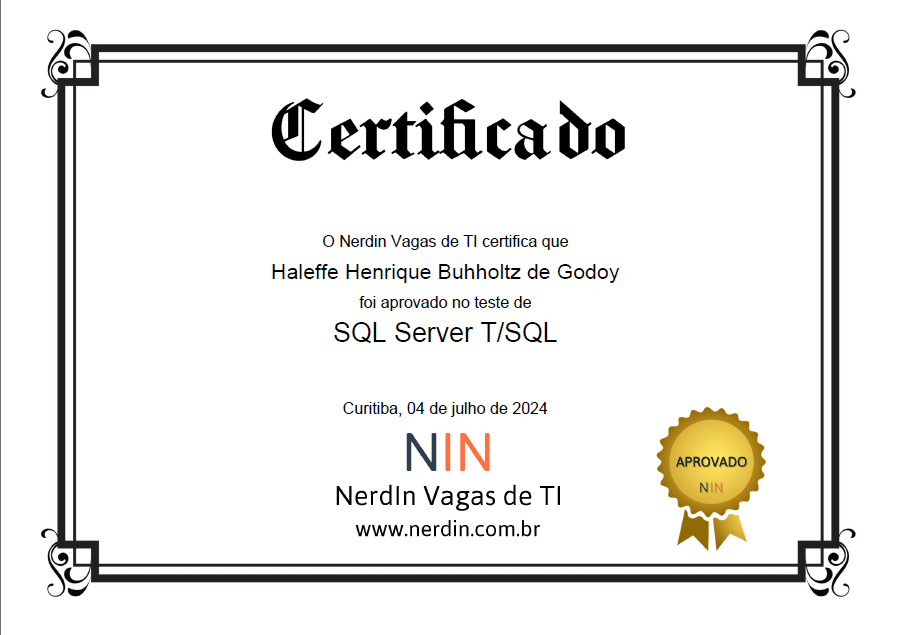 Certificado
O Nerdin Vagas de TI certifica que
Haleffe Henrique Buhholtz de Godoy
foi aprovado no teste de
SQL Server T/SQL
Curitiba, 04 de julho de 2024
NIN
NerdIn Vagas de TI
www.nerdin.com.br
APROVADO
NIN